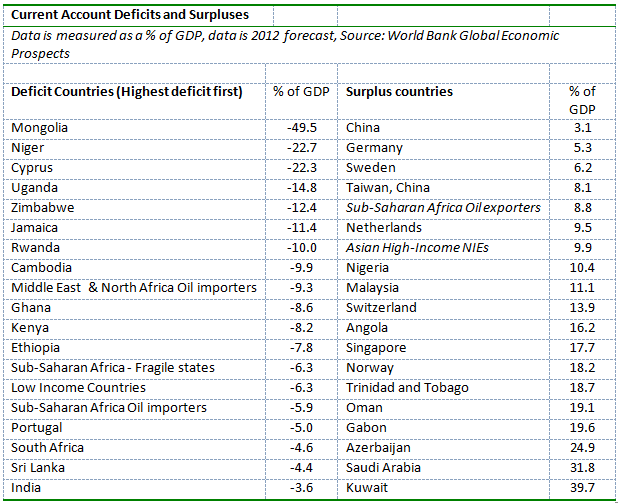 Current Account Deficits and Surpluses
Data is measured as a % of GDP, data is 2012 forecast, Source: World Bank Global Economic
Prospects
Deficit Countries (Highest deficit first) % of GDP Surplus countries % of
GDP
Mongolia -49.5 China 3.1
Niger -22.7 Germany 5.3
Cyprus -22.3 Sweden 6.2
Uganda -14.8 Taiwan, China 8.1
Zimbabwe -12.4 Sub-Saharan Africa Oil exporters 8.8
Jamaica -11.4 Netherlands 9.5
Rwanda -10.0 Asian High-Income NIEs 9.9
Cambodia -9.9 Nigeria 10.4
Middle East & North Africa Oil importers -9.3 Malaysia 11.1
Ghana -8.6 Switzerland 13.9
Kenya -8.2 Angola 16.2
Ethiopia -7.8 Singapore 17.7
Sub-Saharan Africa - Fragile states -6.3 Norway 18.2
Low Income Countries -6.3 Trinidad and Tobago 18.7
Sub-Saharan Africa Oil importers -5.9 Oman 19.1
Portugal -5.0 Gabon 19.6
South Africa -4.6 Azerbaijan 24.9
Sri Lanka -4.4 Saudi Arabia 31.8
India -3.6 Kuwait 39.7